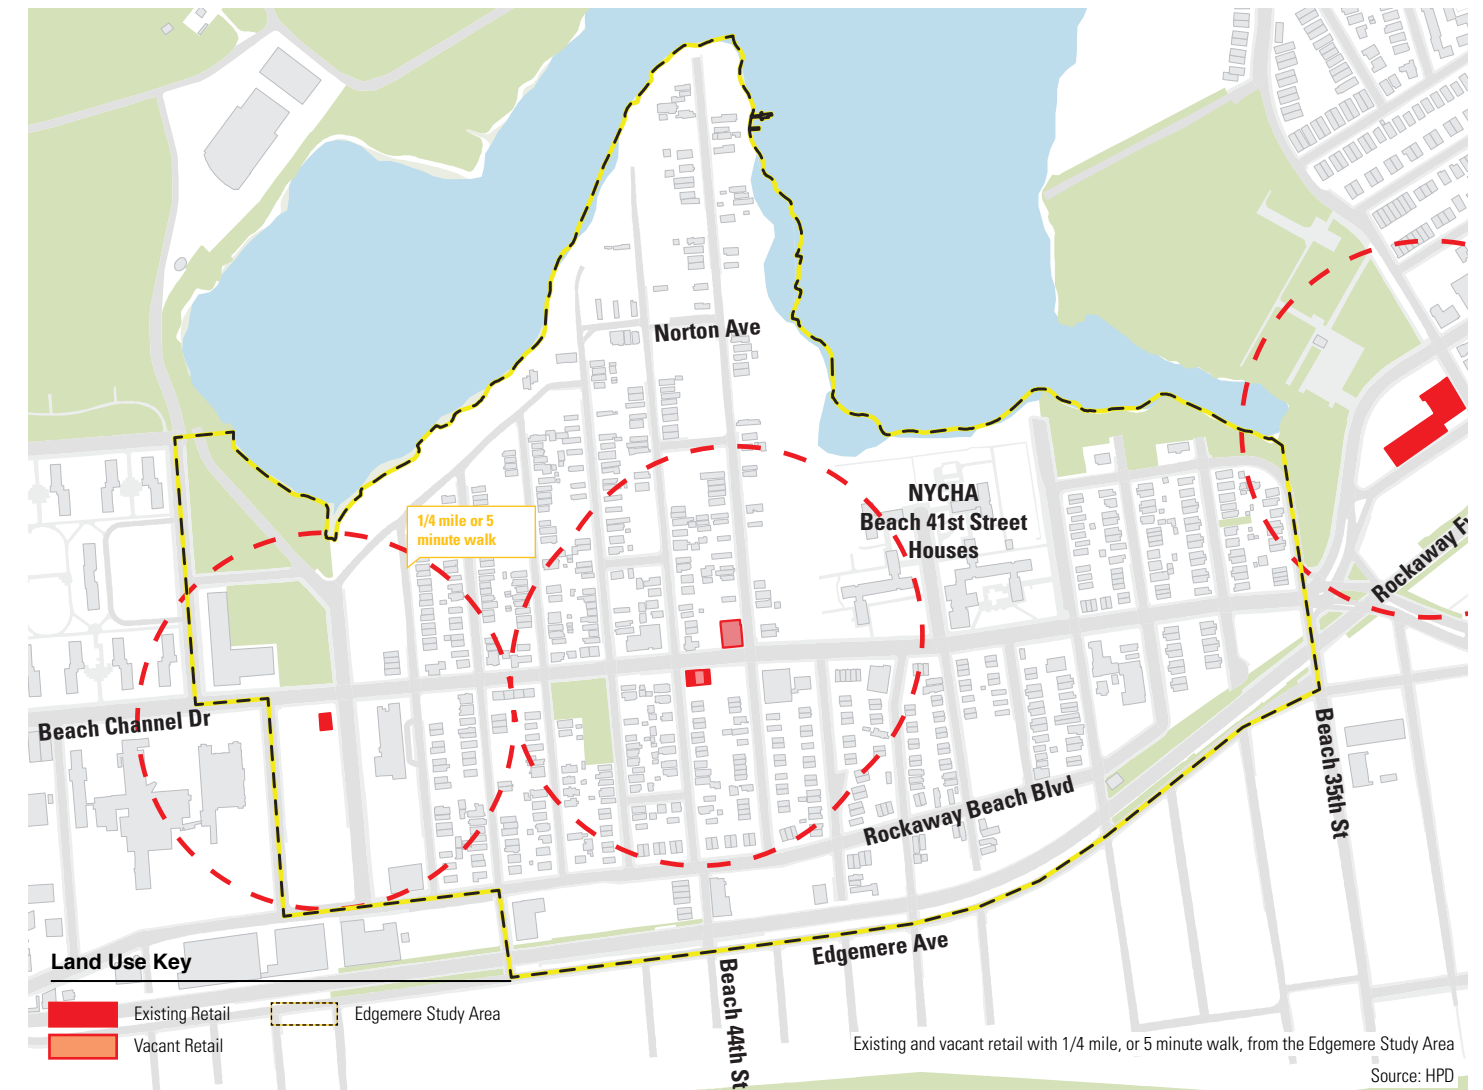 Norton Ave
NYCHA
Beach 41st Street
Houses
1/4 mile or 5
minute walk
Rockaway F
Beach Channel Dr
Beach 35th St
Rockaway Beach Blvd
Edgemere Ave
Beach 44th St
Land Use Key
Existing Retail
Edgemere Study Area
Vacant Retail
Existing and vacant retail with 1/4 mile, or 5 minute walk, from the Edgemere Study Area
Source: HPD